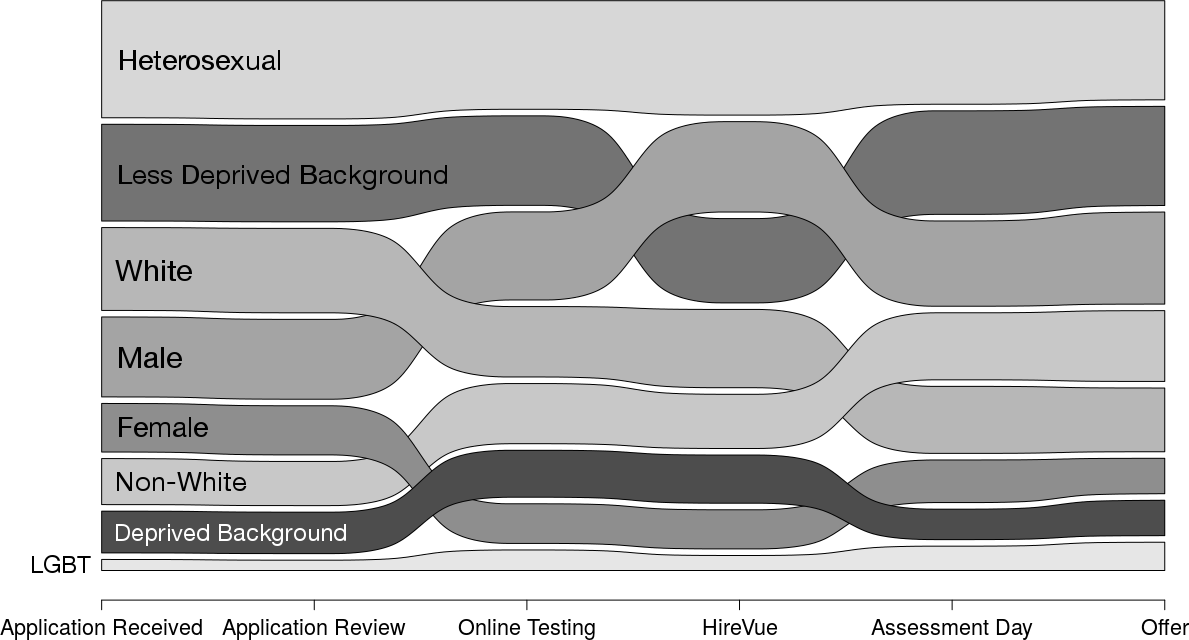 Heterosexual
Less Deprived Background
White
Male
Female
Non-White
Deprived Background
LGBT
Application Received
Application Review
Online Testing
HireVue
Assessment Day
Offer